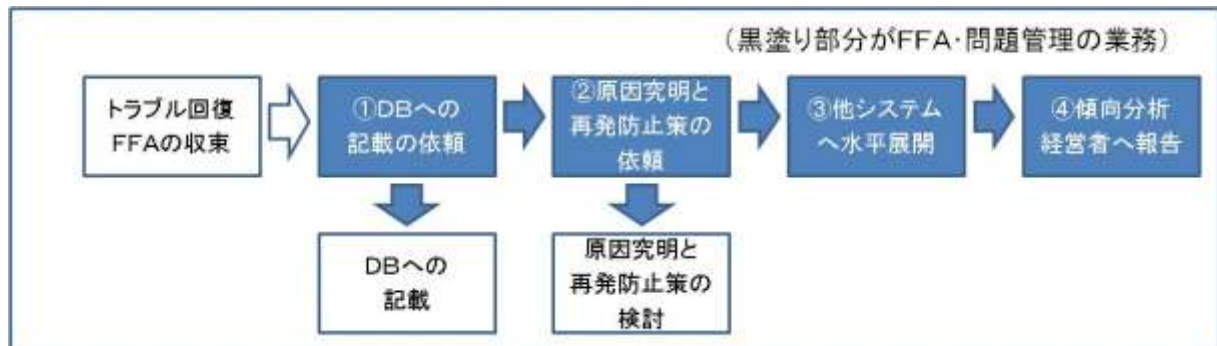 （黒塗り部分がFFA・問題管理の業務）
トラブル回復
FFAの収束
①DBへの
記載の依頼
②原因究明と
再発防止策の
依頼
③他システム
へ水平展開
④傾向分析
経営者へ報告
DBへの
記載
原因究明と
再発防止策の
検討